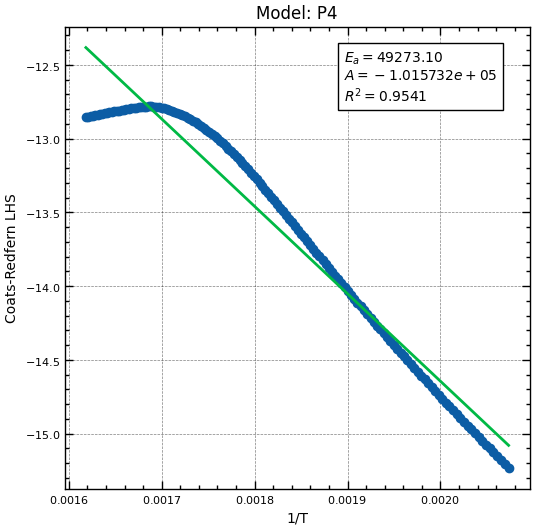 Model: P4
E_a = 49273.10
A = −1.015732e + 05
R^2 = 0.9541
−12.5
−13.0
−13.5
−14.0
−14.5
−15.0
Coats-Redfern LHS
0.0016 0.0017 0.0018 0.0019 0.0020
1/T